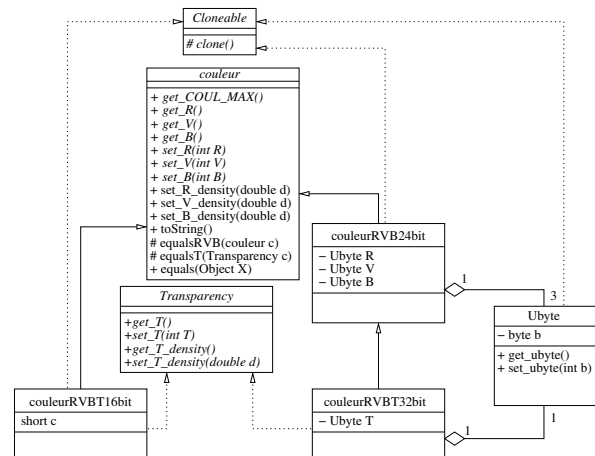 Cloneable
# clone()
couleur
+ get_COUL_MAX()
+ get_R()
+ get_V()
+ get_B()
+ set_R(int R)
+ set_V(int V)
+ set_B(int B)
+ set_R_density(double d)
+ set_V_density(double d)
+ set_B_density(double d)
+ toString()
# equalsRVB(couleur c)
# equalsT(Transparency c)
+ equals(Object X)
couleurRVB24bit
− Ubyte R
− Ubyte V
− Ubyte B
1
3
Ubyte
− byte b
+ get_ubyte()
+ set_ubyte(int b)
Transparency
+get_T()
+set_T(int T)
+get_T_density()
+set_T_density(double d)
couleurRVBT16bit
short c
couleurRVBT32bit
− Ubyte T
1
1